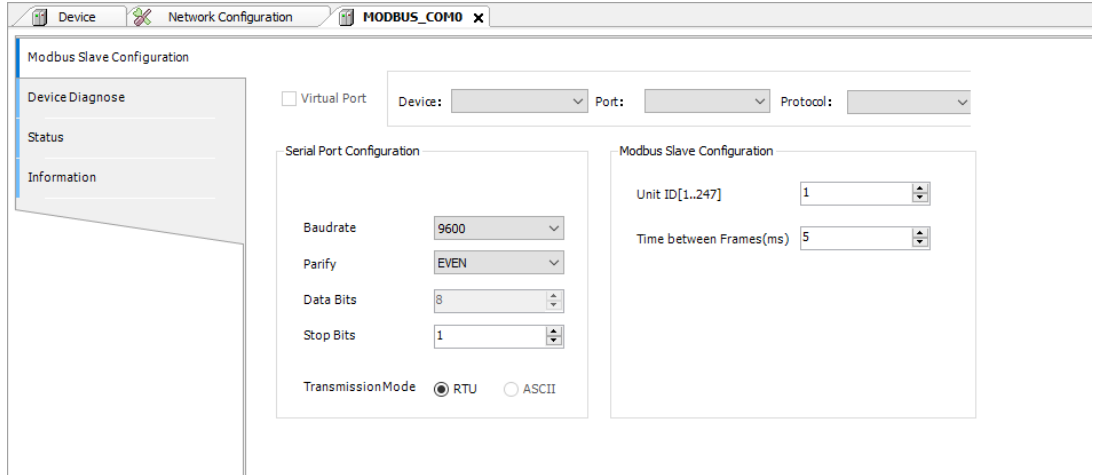 Device Network Configuration MODBUS_COM0 x
Modbus Slave Configuration
Device Diagnose
Status
Information
Virtual Port Device: Port: Protocol:
Serial Port Configuration
Baudrate 9600
Parify EVEN
Data Bits 8
Stop Bits 1
TransmissionMode RTU ASCII
Modbus Slave Configuration
Unit ID[1..247] 1
Time between Frames(ms) 5